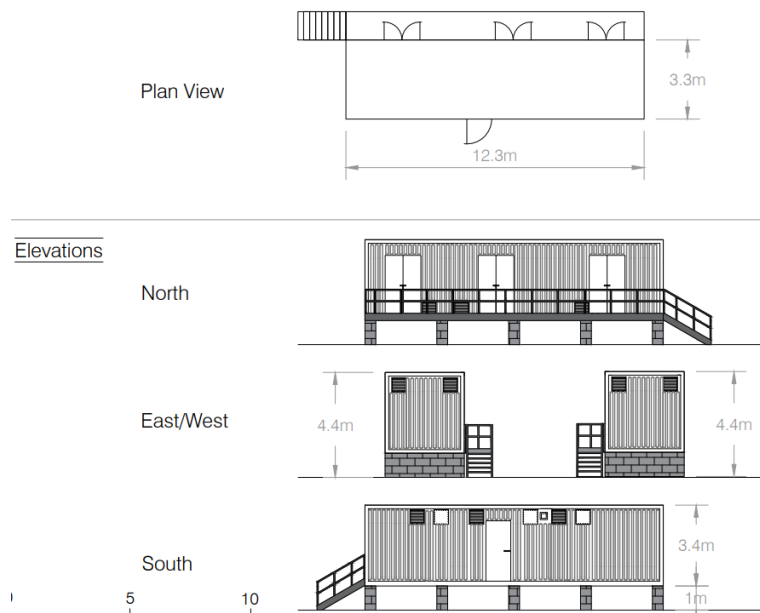 Plan View
3.3m
12.3m
Elevations
North
4.4m
East/West
4.4m
South
3.4m
1m
5
10